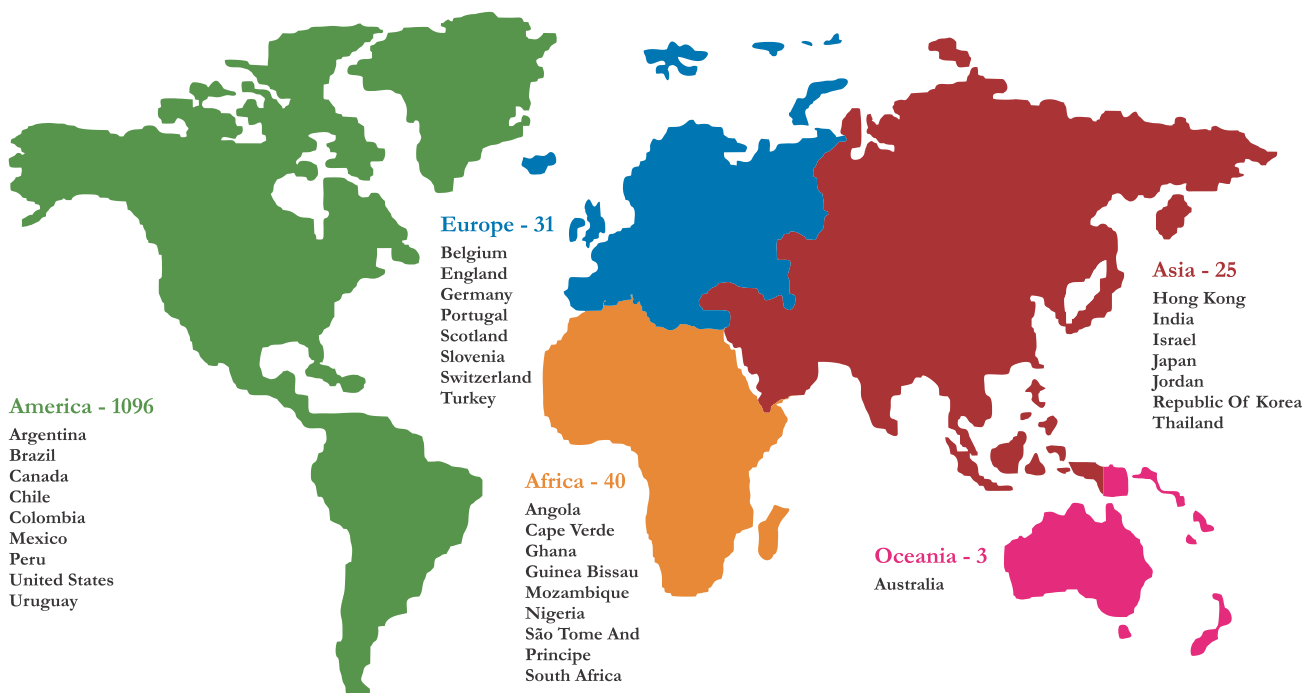 America - 1096
Argentina
Brazil
Canada
Chile
Colombia
Mexico
Peru
United States
Uruguay
Europe - 31
Belgium
England
Germany
Portugal
Scotland
Slovenia
Switzerland
Turkey
Africa - 40
Angola
Cape Verde
Ghana
Guinea Bissau
Mozambique
Nigeria
São Tome And
Principe
South Africa
Asia - 25
Hong Kong
India
Israel
Japan
Jordan
Republic Of Korea
Thailand
Oceania - 3
Australia